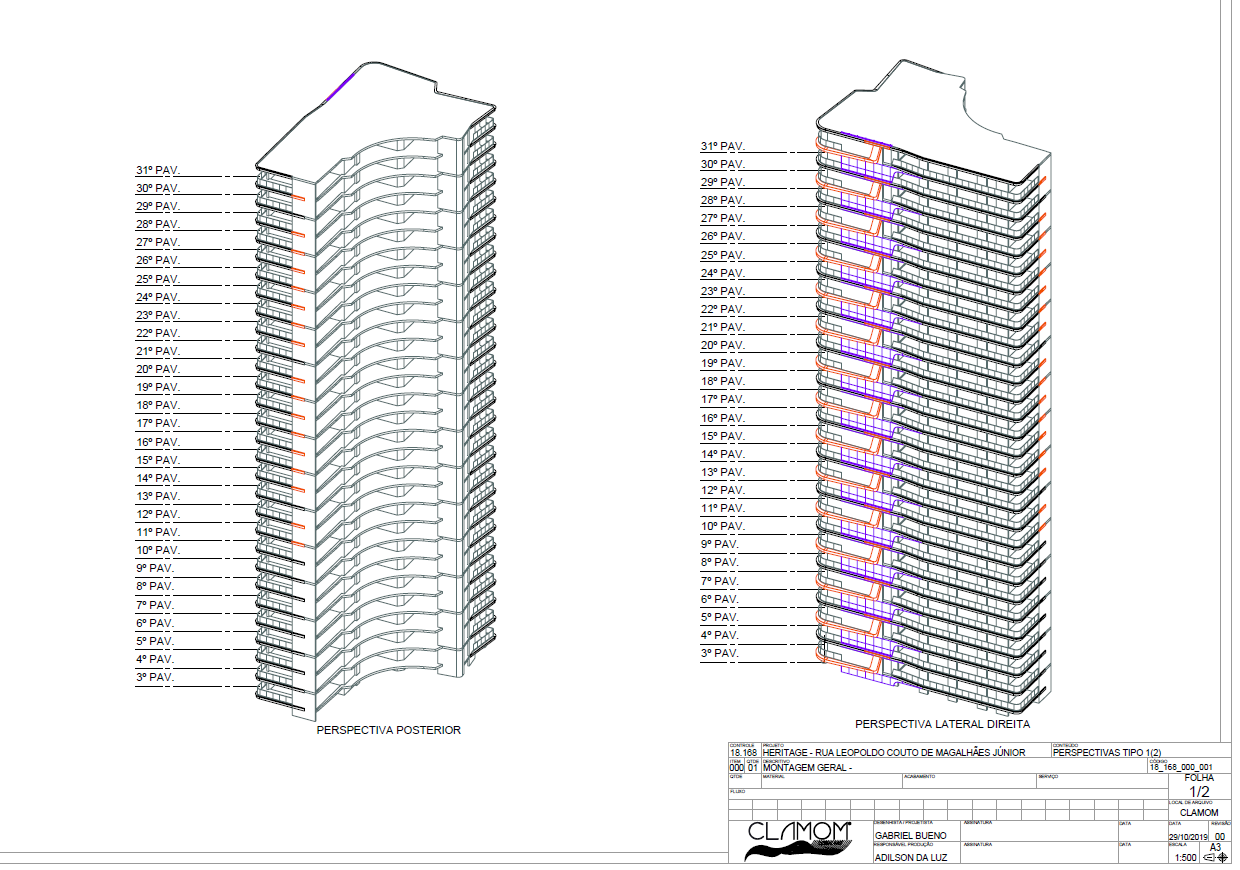 31º PAV.
30º PAV.
29º PAV.
28º PAV.
27º PAV.
26º PAV.
25º PAV.
24º PAV.
23º PAV.
22º PAV.
21º PAV.
20º PAV.
19º PAV.
18º PAV.
17º PAV.
16º PAV.
15º PAV.
14º PAV.
13º PAV.
12º PAV.
11º PAV.
10º PAV.
9º PAV.
8º PAV.
7º PAV.
6º PAV.
5º PAV.
4º PAV.
3º PAV.
PERSPECTIVA POSTERIOR
31º PAV.
30º PAV.
29º PAV.
28º PAV.
27º PAV.
26º PAV.
25º PAV.
24º PAV.
23º PAV.
22º PAV.
21º PAV.
20º PAV.
19º PAV.
18º PAV.
17º PAV.
16º PAV.
15º PAV.
14º PAV.
13º PAV.
12º PAV.
11º PAV.
10º PAV.
9º PAV.
8º PAV.
7º PAV.
6º PAV.
5º PAV.
4º PAV.
3º PAV.
PERSPECTIVA LATERAL DIREITA
CONTROLE PROJETO CONTEÚDO
18.168 HERITAGE - RUA LEOPOLDO COUTO DE MAGALHÃES JÚNIOR PERSPECTIVAS TIPO 1(2)
ITEM QTDE DESCRITIVO CÓDIGO
000 01 MONTAGEM GERAL - 18_168_000_001
QTDE MATERIAL ACABAMENTO SERVIÇO FOLHA
1/2
FLUXO
LOCAL DE ARQUIVO
CLAMOM
CLAMOM
DESENHISTA / PROJETISTA ASSINATURA DATA DATA REVISÃO
GABRIEL BUENO 29/10/2019 00
RESPONSÁVEL PRODUÇÃO ASSINATURA DATA ESCALA A3
ADILSON DA LUZ 1:500